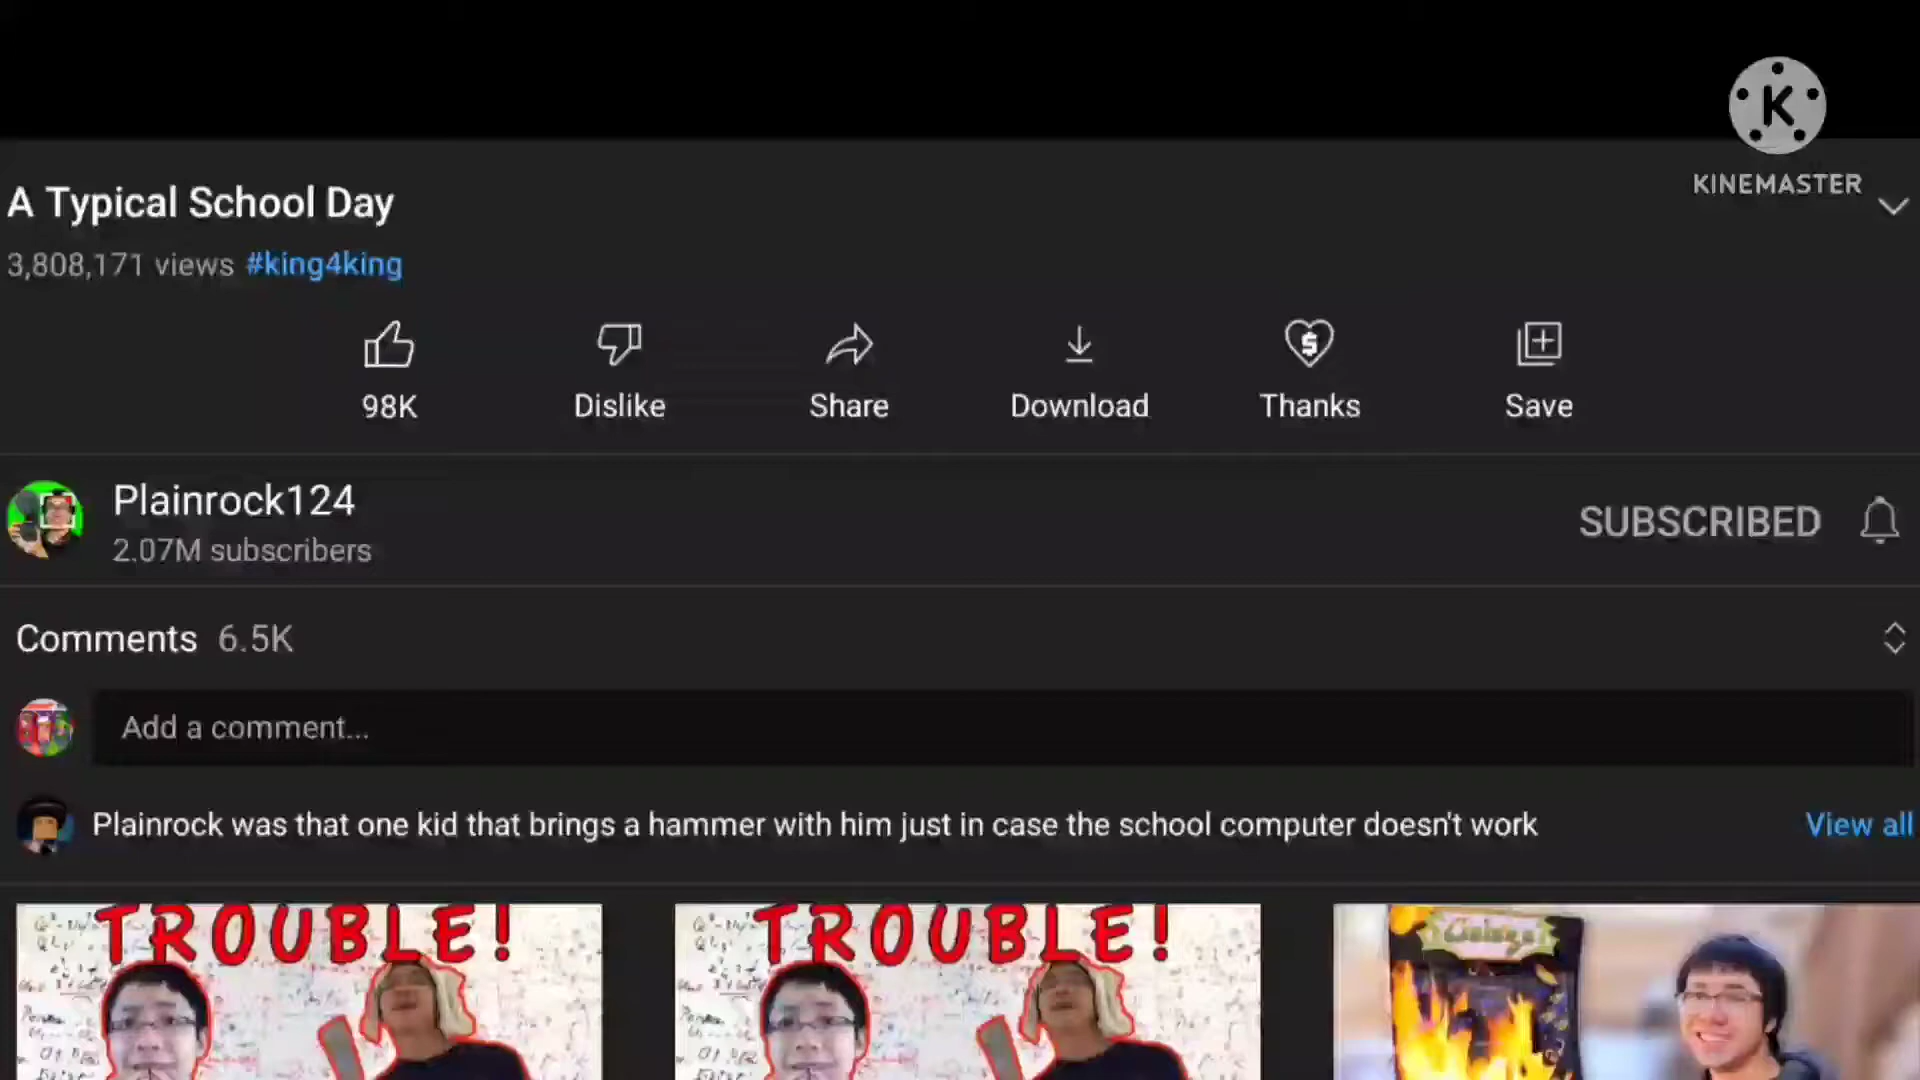 K
KINEMASTER
A Typical School Day
3,808,171 views #king4king
98K
Dislike
Share
Download
Thanks
Save
Plainrock124
2.07M subscribers
SUBSCRIBED
Comments 6.5K
Add a comment...
Plainrock was that one kid that brings a hammer with him just in case the school computer doesn't work
View all
TROUBLE!
TROUBLE!